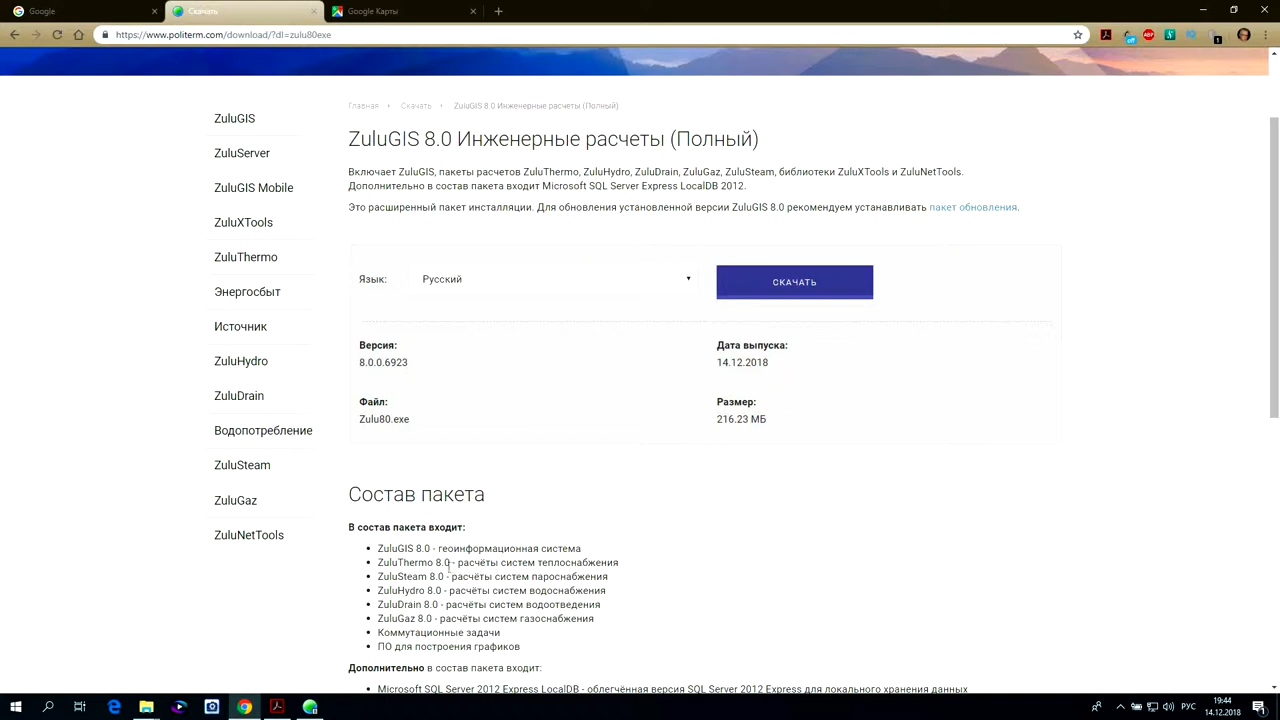 Google
Скачать
Google Карты
https://www.politerm.com/download/?dl=zulu80exe
off
ABP
1
Главная
Скачать
ZuluGIS 8.0 Инженерные расчеты (Полный)
ZuluGIS
ZuluServer
ZuluGIS Mobile
ZuluXTools
ZuluThermo
Энергосбыт
Источник
ZuluHydro
ZuluDrain
Водопотребление
ZuluSteam
ZuluGaz
ZuluNetTools
ZuluGIS 8.0 Инженерные расчеты (Полный)
Включает ZuluGIS, пакеты расчетов ZuluThermo, ZuluHydro, ZuluDrain, ZuluGaz, ZuluSteam, библиотеки ZuluXTools и ZuluNetTools.
Дополнительно в состав пакета входит Microsoft SQL Server Express LocalDB 2012.
Это расширенный пакет инсталляции. Для обновления установленной версии ZuluGIS 8.0 рекомендуем устанавливать пакет обновления.
Язык: Русский
СКАЧАТЬ
Версия:
8.0.0.6923
Дата выпуска:
14.12.2018
Файл:
Zulu80.exe
Размер:
216.23 МБ
Состав пакета
В состав пакета входит:
ZuluGIS 8.0 - геоинформационная система
ZuluThermo 8.0 - расчёты систем теплоснабжения
ZuluSteam 8.0 - расчёты систем пароснабжения
ZuluHydro 8.0 - расчёты систем водоснабжения
ZuluDrain 8.0 - расчёты систем водоотведения
ZuluGaz 8.0 - расчёты систем газоснабжения
Коммутационные задачи
ПО для построения графиков
Дополнительно в состав пакета входит:
Microsoft SQL Server 2012 Express LocalDB - облегчённая версия SQL Server 2012 Express для локального хранения данных
РУС
19:44
14.12.2018